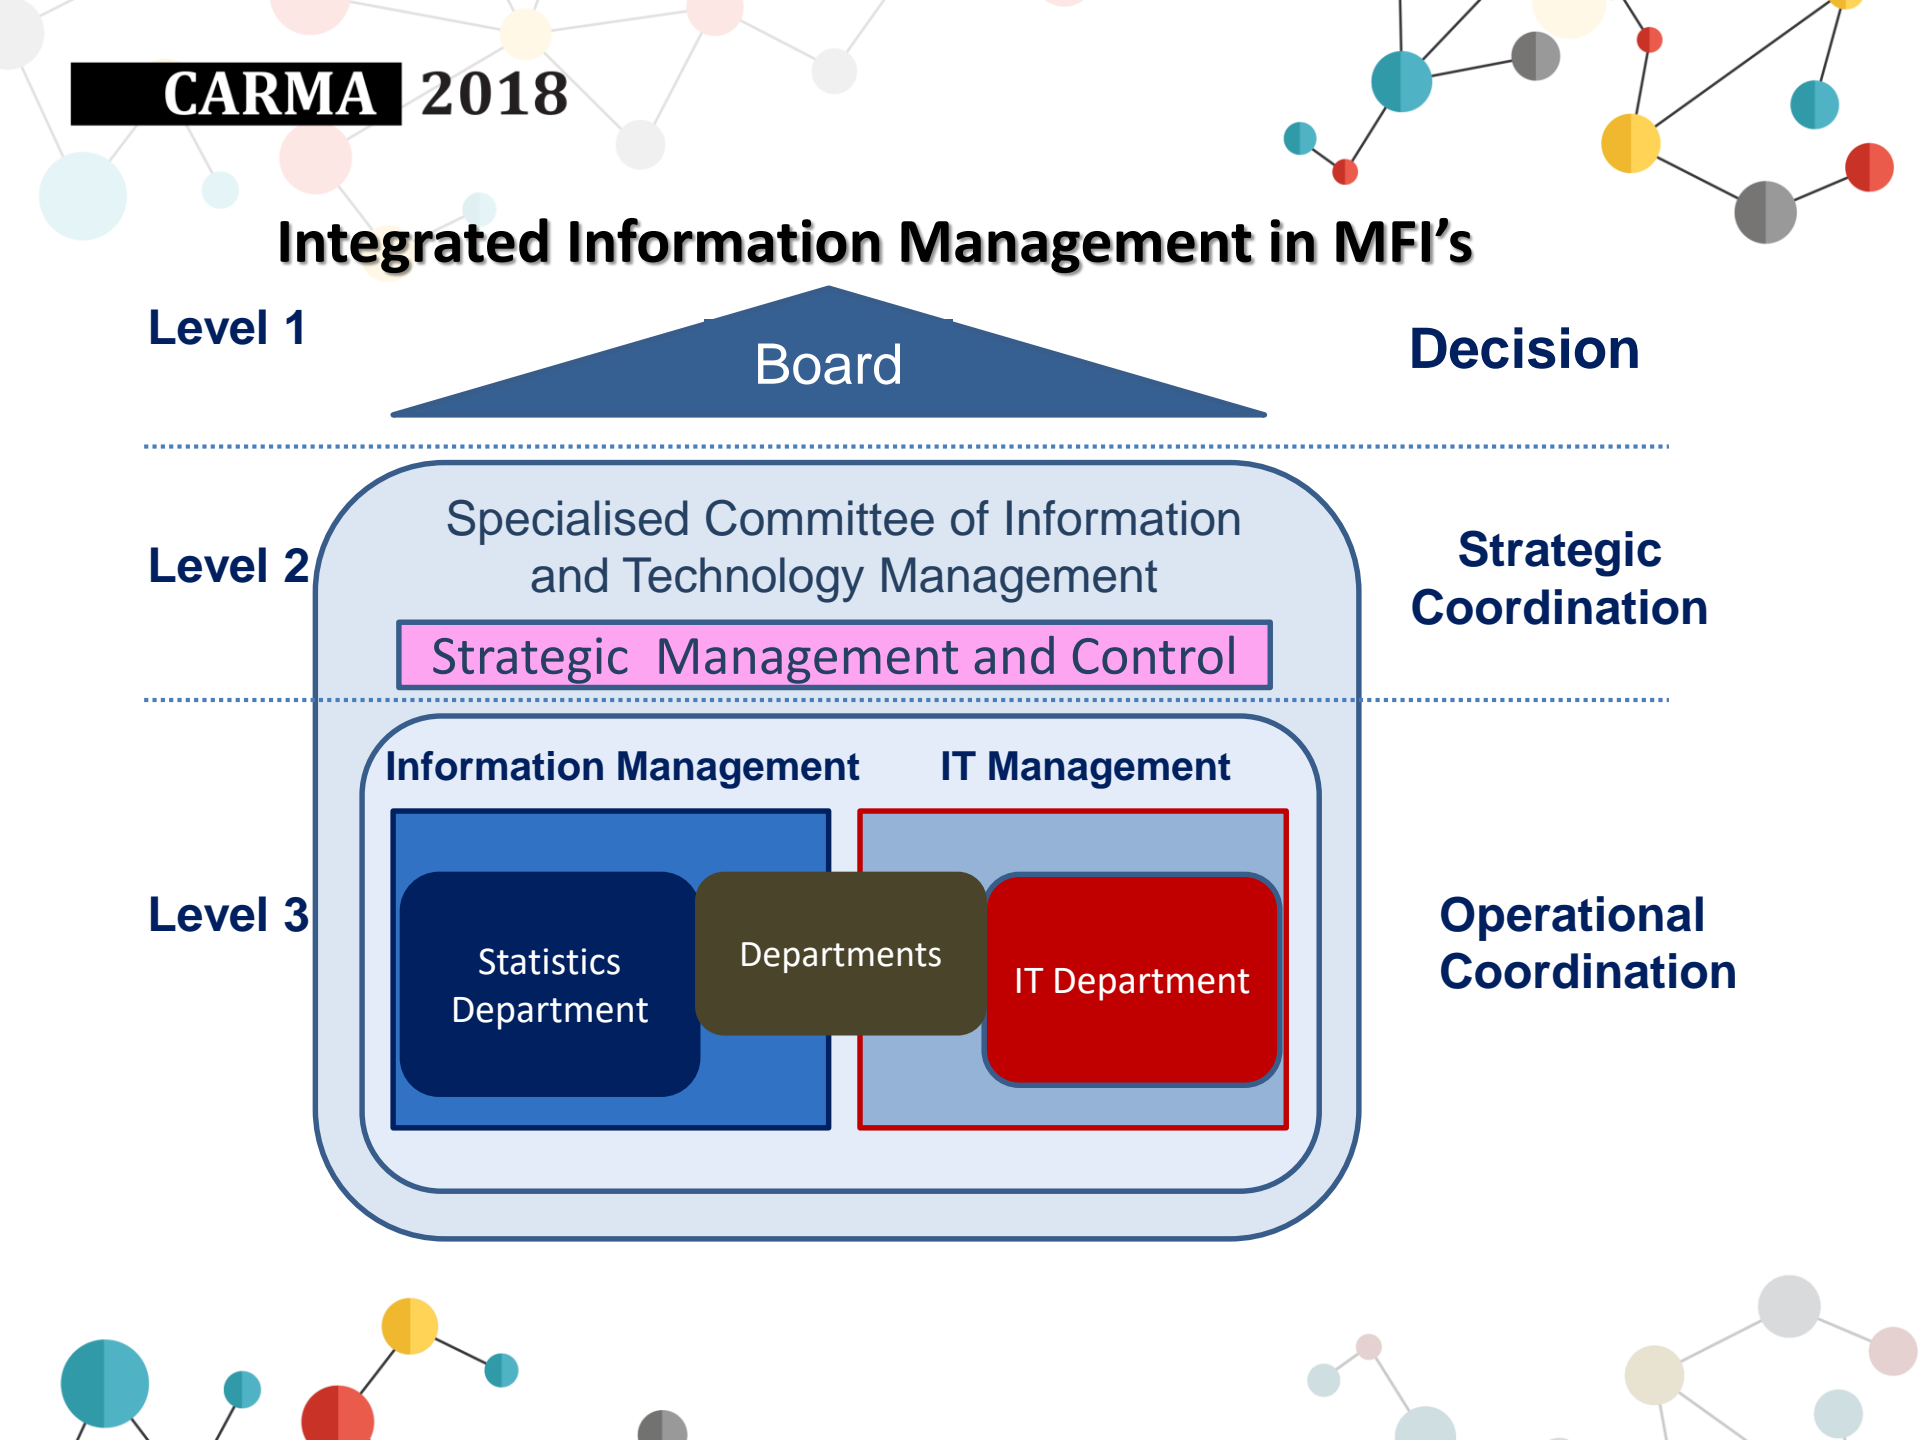 CARMA 2018
Integrated Information Management in MFI’s
Level 1
Board
Decision
Specialised Committee of Information
and Technology Management
Level 2
Strategic
Coordination
Strategic  Management and Control
Information Management
IT Management
Level 3
Statistics
Department
Departments
IT Department
Operational
Coordination